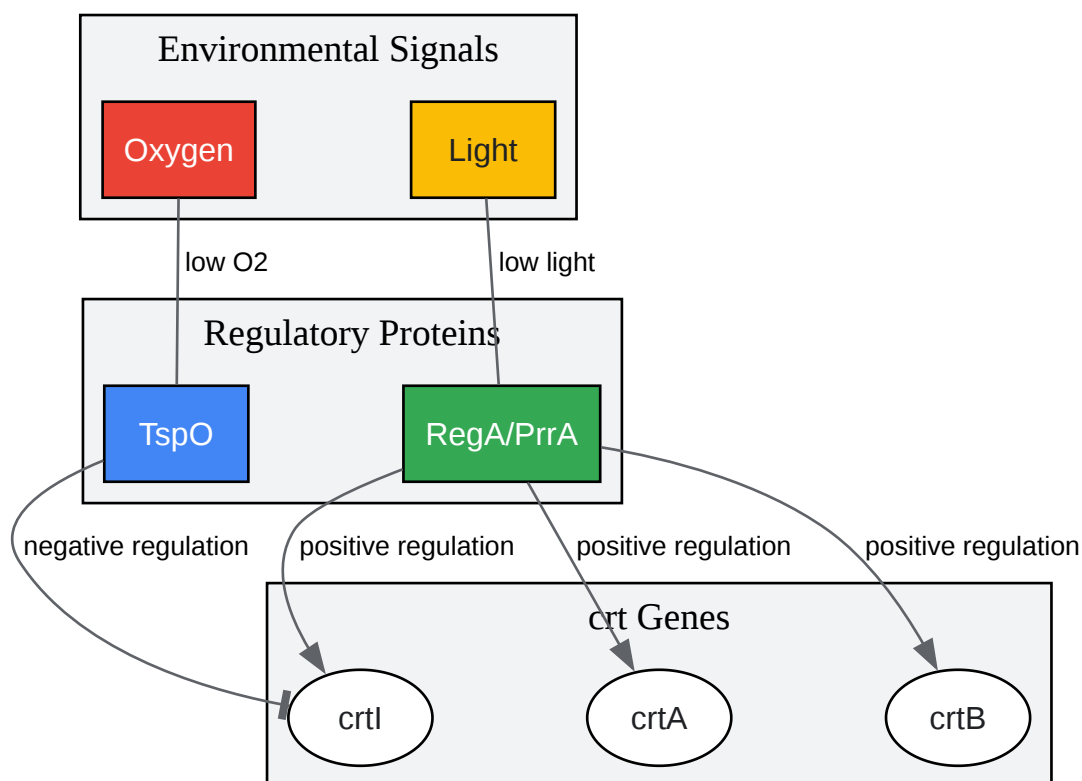 Environmental Signals
Oxygen
Light
low O2
low light
Regulatory Proteins
TspO
RegA/PrrA
negative regulation
positive regulation
positive regulation
positive regulation
crt Genes
crtI
crtA
crtB